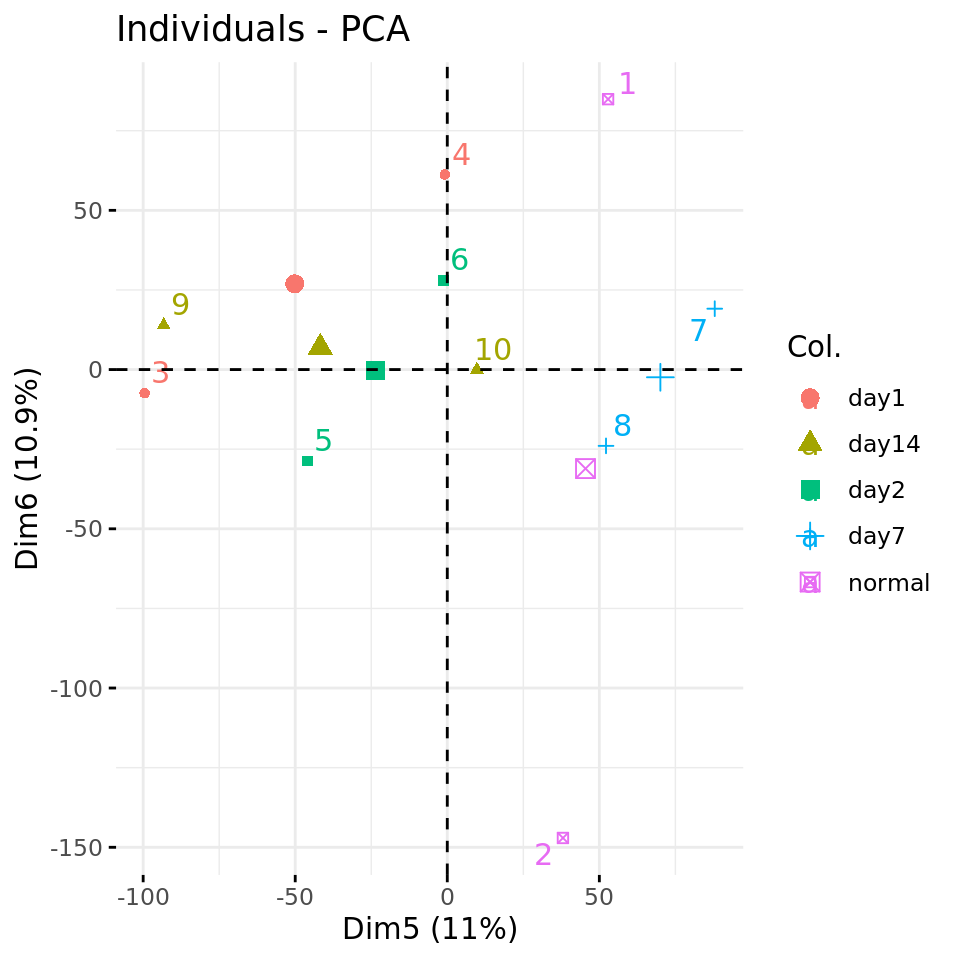 Individuals - PCA
1
4
6
9
7
10
3
8
5
2
50
0
-50
-100
-150
-100 -50 0 50
Dim5 (11%)
Dim6 (10.9%)
Col.
a day1
a day14
a day2
a day7
a normal